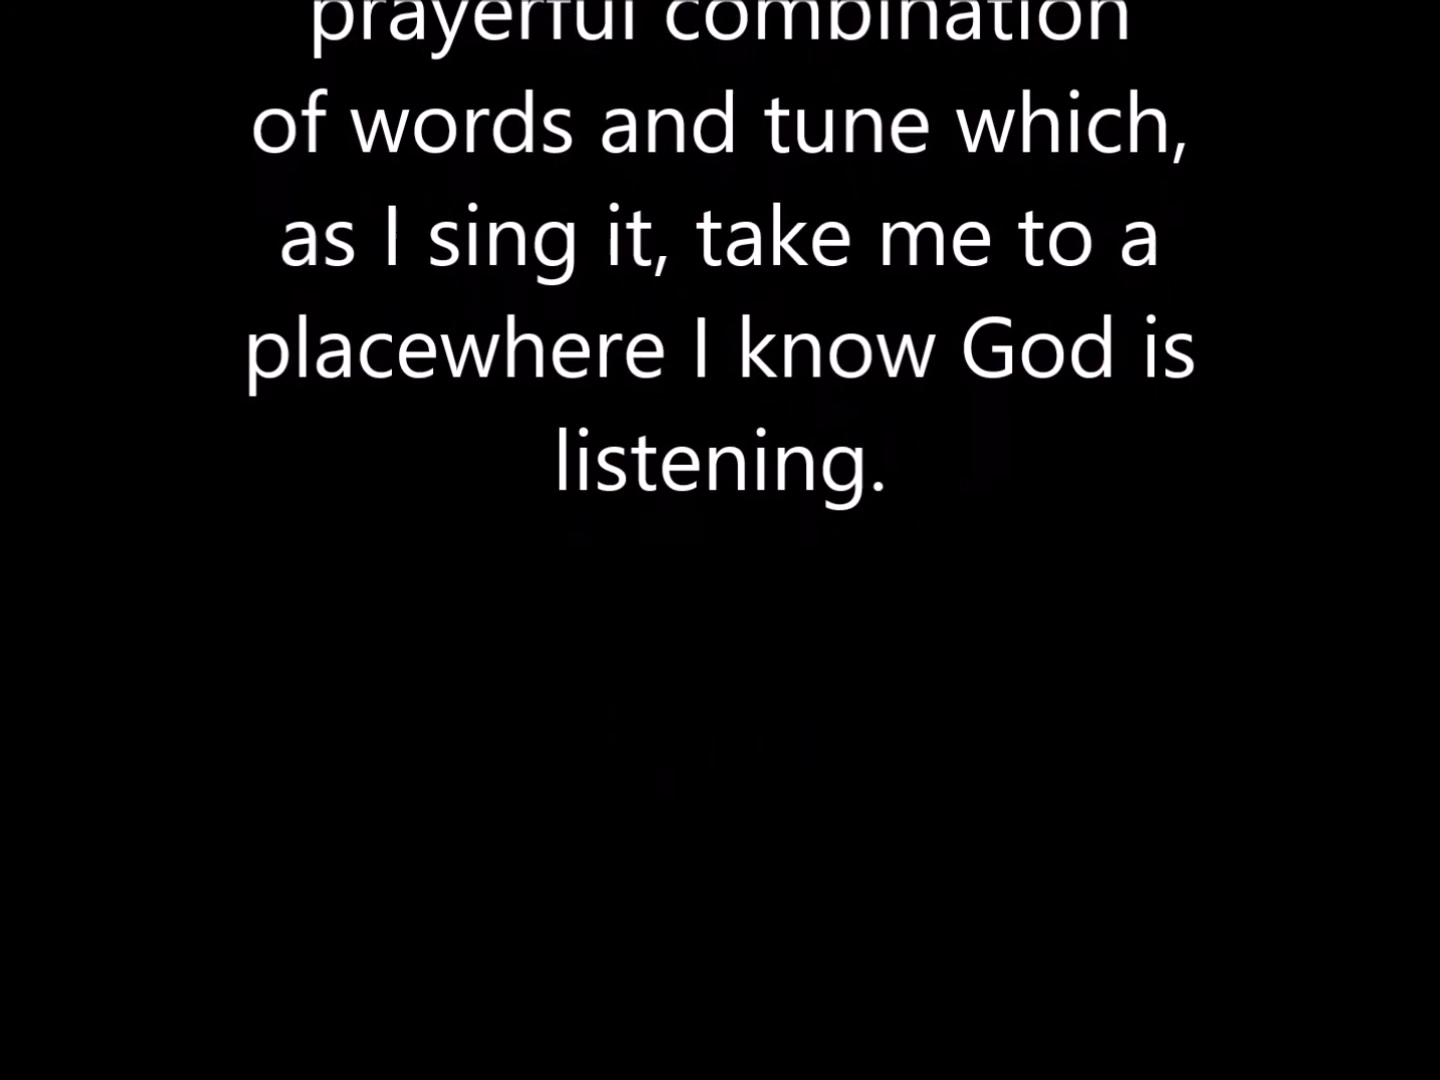 prayerful combination
of words and tune which,
as I sing it, take me to a
placewhere I know God is
listening.